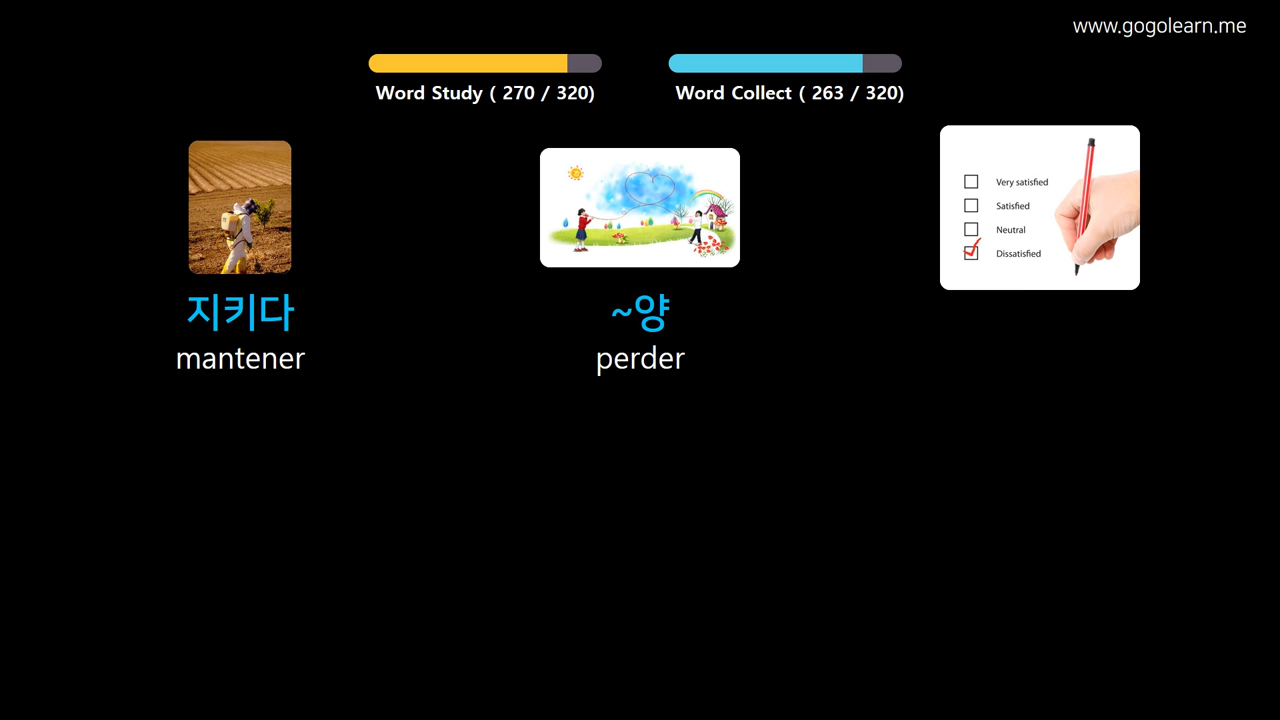 www.gogolearn.me
Word Study ( 270 / 320)
Word Collect ( 263 / 320)
Very satisfied
Satisfied
Neutral
Dissatisfied
지키다
mantener
~양
perder